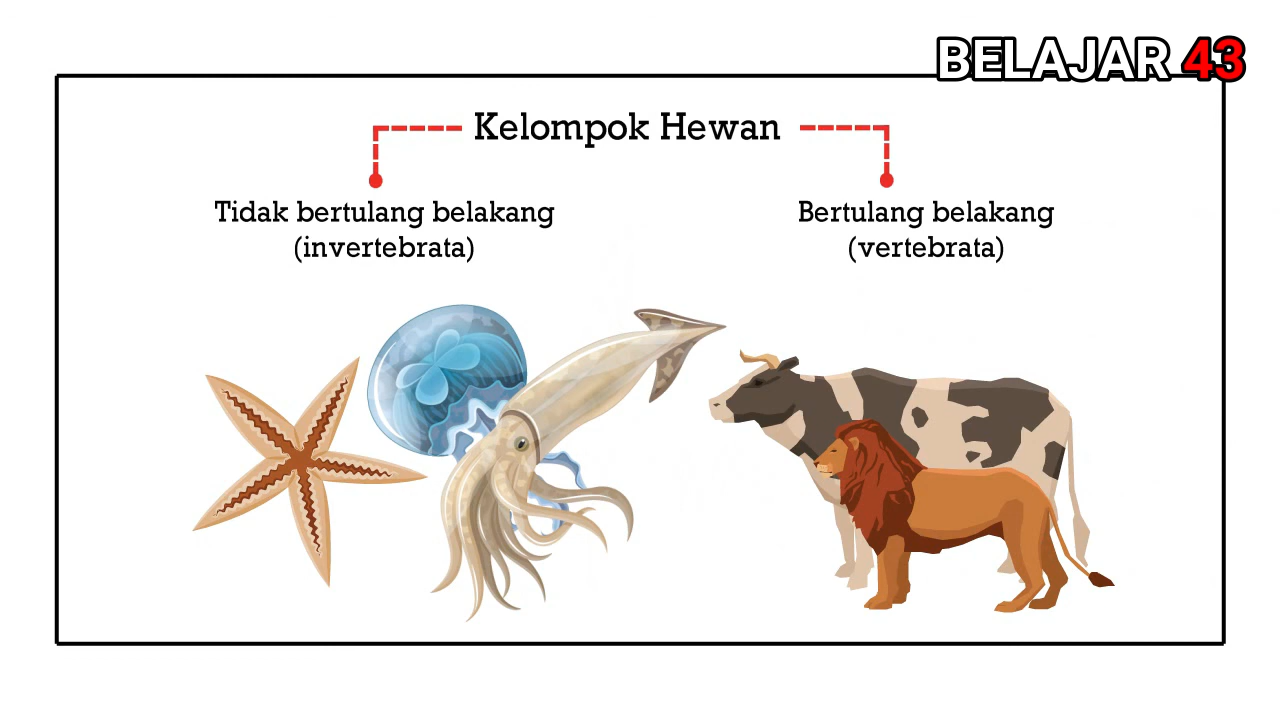 BELAJAR 43
Kelompok Hewan
Tidak bertulang belakang
(invertebrata)
Bertulang belakang
(vertebrata)